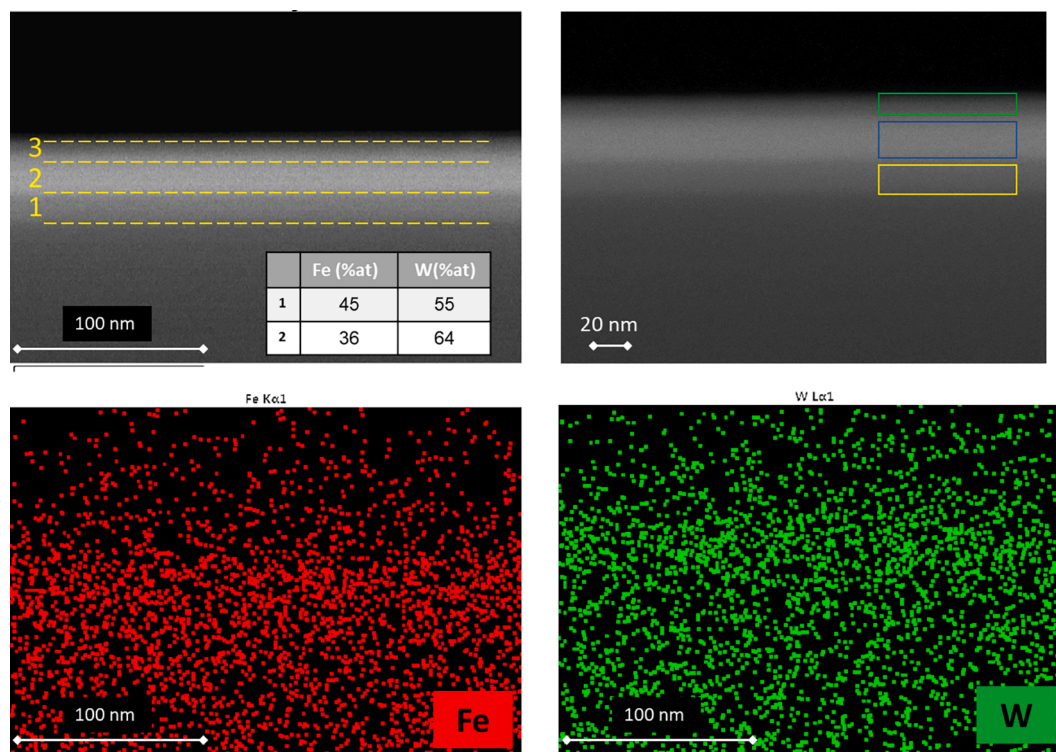 3
2
1
Fe (%at) W(%at)
1 45 55
2 36 64
100 nm
20 nm
Fe Kα1
W Lα1
100 nm
Fe
100 nm
W